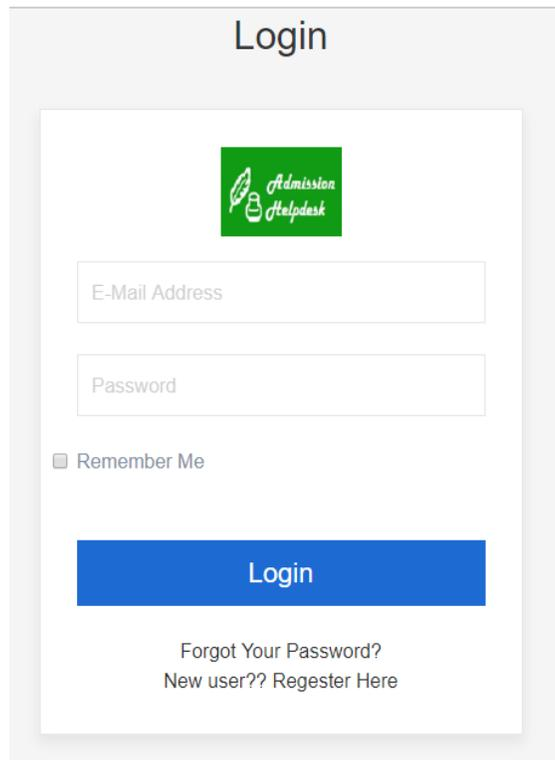 Login
Admission
Helpdesk
E-Mail Address
Password
Remember Me
Login
Forgot Your Password?
New user?? Regester Here